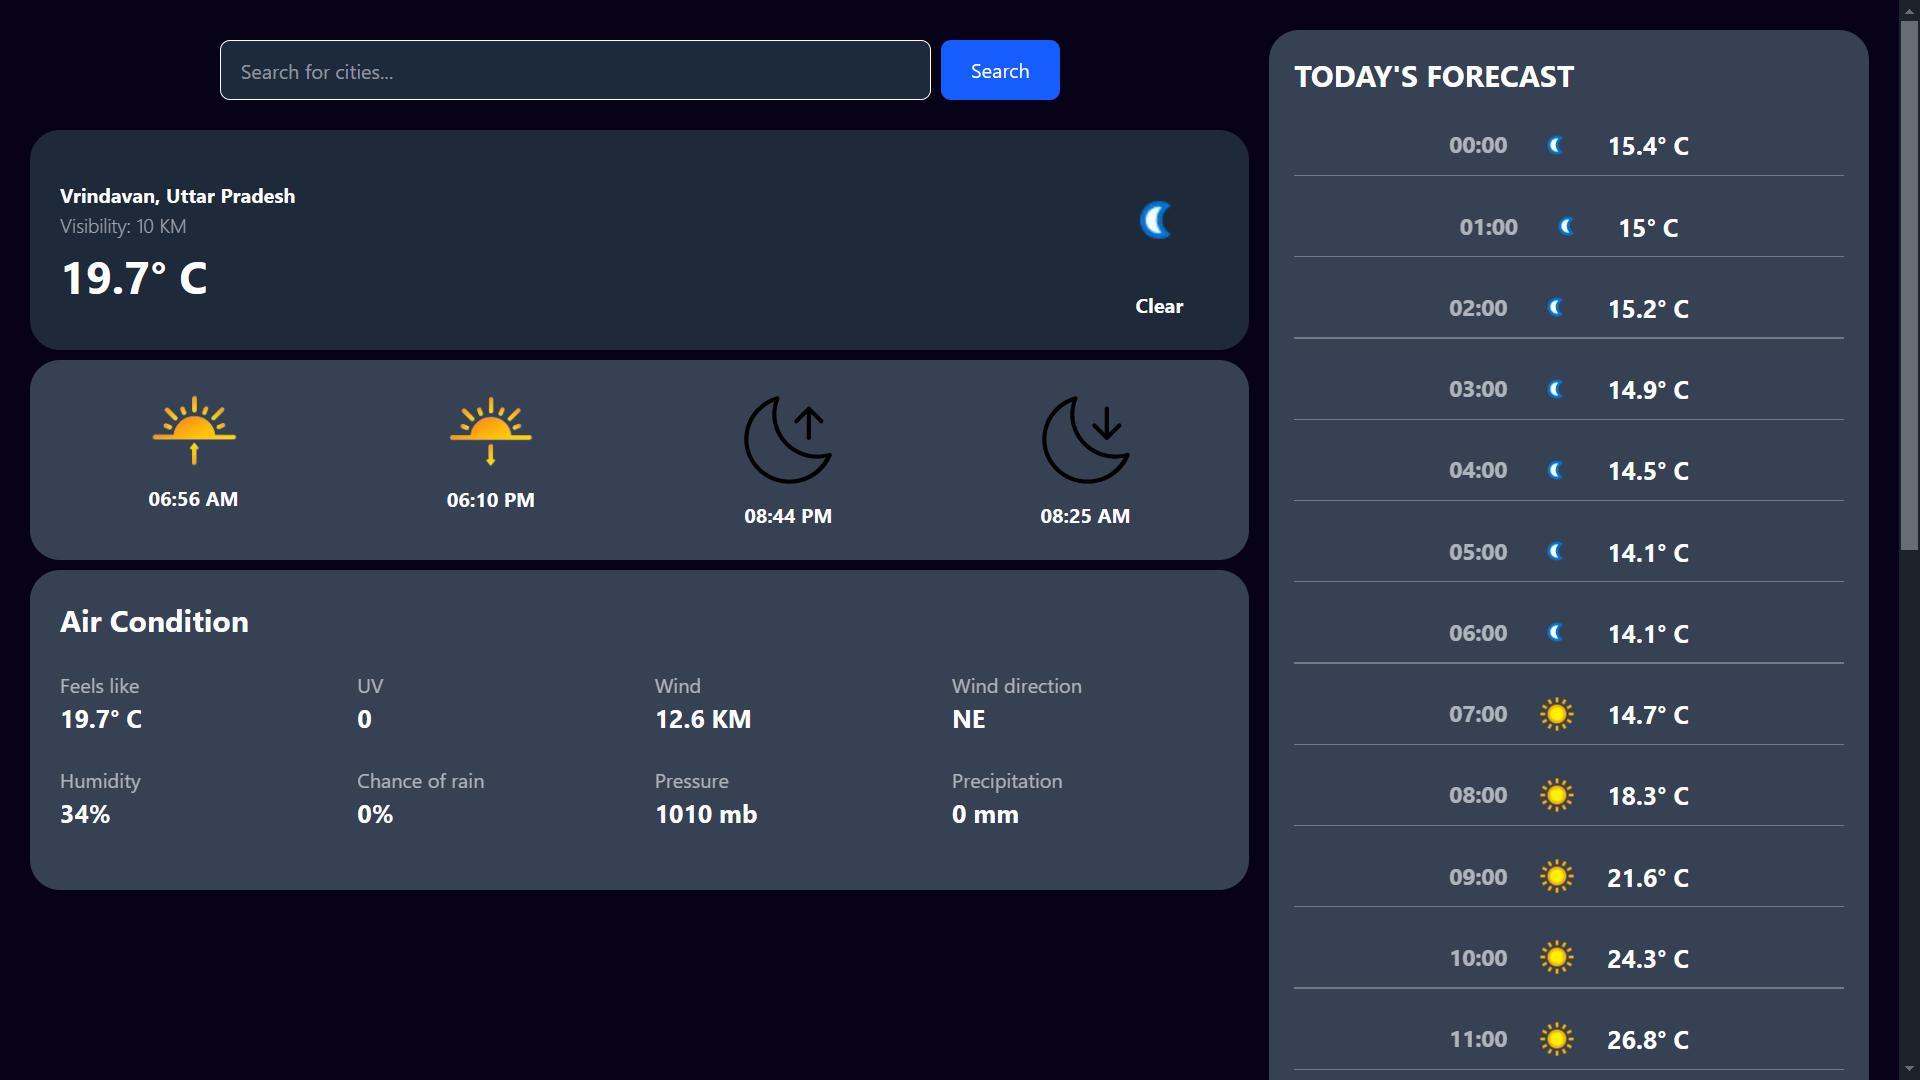 Search for cities...
Search
Vrindavan, Uttar Pradesh
Visibility: 10 KM
19.7° C
Clear
06:56 AM
06:10 PM
08:44 PM
08:25 AM
Air Condition
Feels like
19.7° C
UV
0
Wind
12.6 KM
Wind direction
NE
Humidity
34%
Chance of rain
0%
Pressure
1010 mb
Precipitation
0 mm
TODAY'S FORECAST
00:00 15.4° C
01:00 15° C
02:00 15.2° C
03:00 14.9° C
04:00 14.5° C
05:00 14.1° C
06:00 14.1° C
07:00 14.7° C
08:00 18.3° C
09:00 21.6° C
10:00 24.3° C
11:00 26.8° C